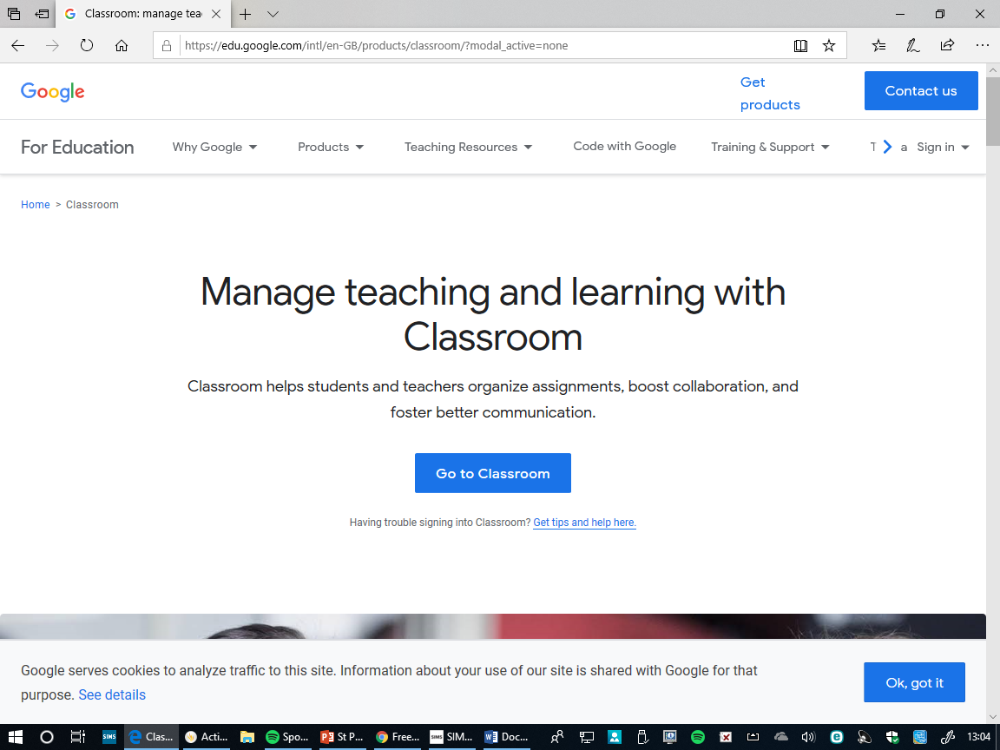 Classroom: manage tea
https://edu.google.com/intl/en-GB/products/classroom/?modal_active=none
Google
Get
products
Contact us
For Education
Why Google
Products
Teaching Resources
Code with Google
Training & Support
T
a
Sign in
Home > Classroom
Manage teaching and learning with
Classroom
Classroom helps students and teachers organize assignments, boost collaboration, and
foster better communication.
Go to Classroom
Having trouble signing into Classroom? Get tips and help here.
Google serves cookies to analyze traffic to this site. Information about your use of our site is shared with Google for that
purpose. See details
Ok, got it
SIMS
Clas...
Acti...
Spo...
St P...
Free...
SIMS
SIM...
Doc...
13:04